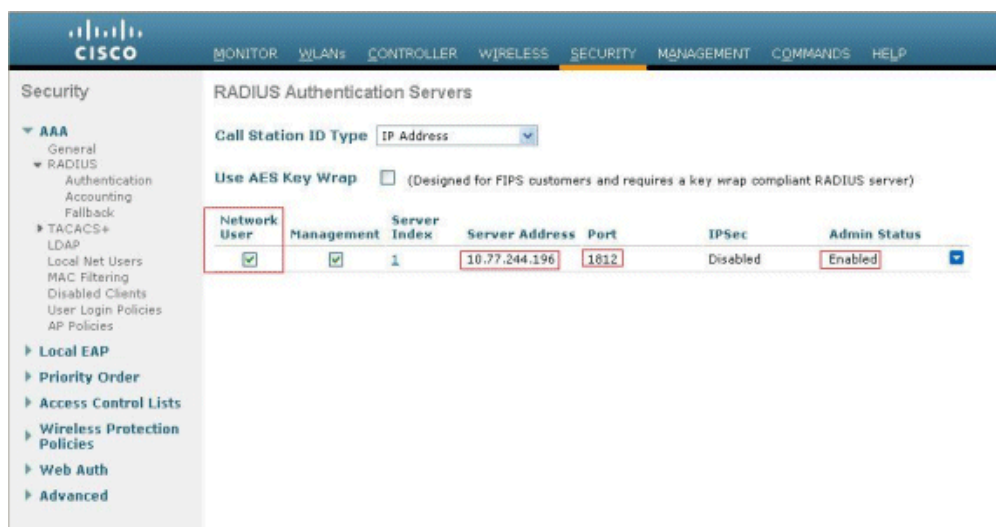 CISCO
MONITOR WLANs CONTROLLER WIRELESS SECURITY MANAGEMENT COMMANDS HELP
Security
AAA
General
RADIUS
Authentication
Accounting
Fallback
TACACS+
LDAP
Local Net Users
MAC Filtering
Disabled Clients
User Login Policies
AP Policies
Local EAP
Priority Order
Access Control Lists
Wireless Protection
Policies
Web Auth
Advanced
RADIUS Authentication Servers
Call Station ID Type IP Address
Use AES Key Wrap (Designed for FIPS customers and requires a key wrap compliant RADIUS server)
Network User Management Server Index Server Address Port IPSec Admin Status
1 10.77.244.196 1812 Disabled Enabled